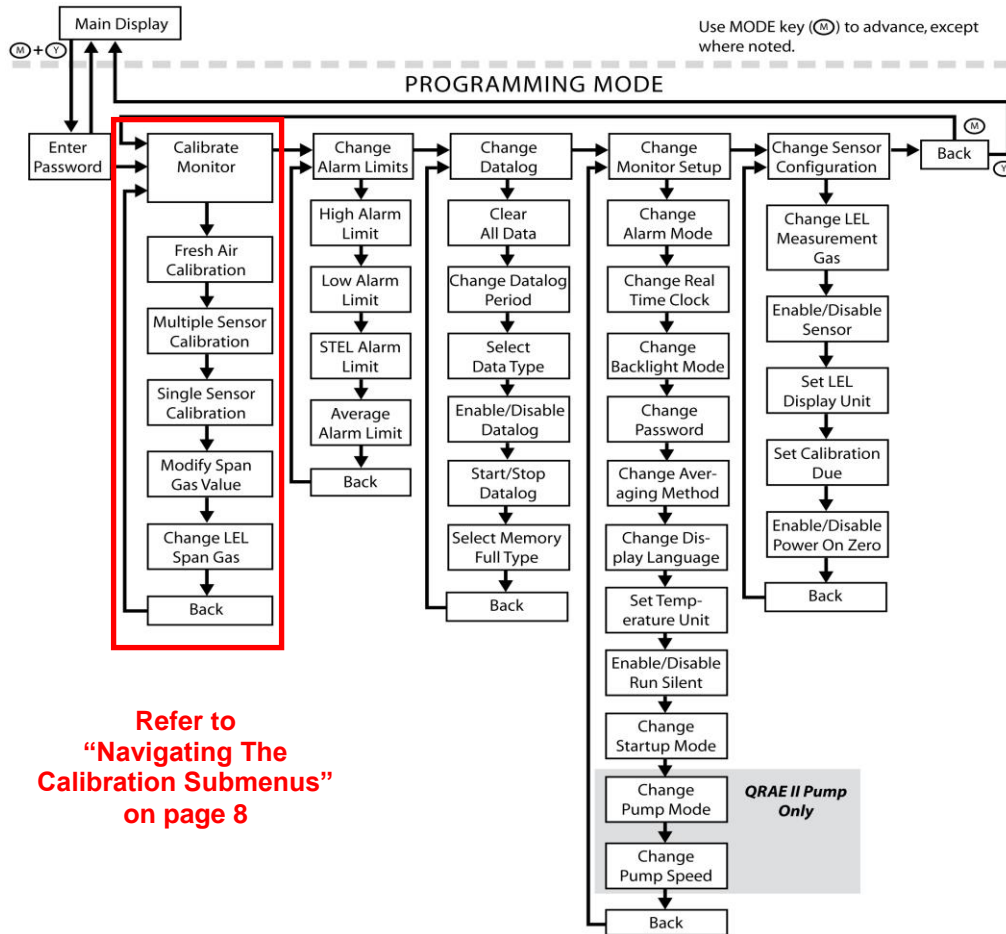 Main Display
M + Y
Use MODE key (M) to advance, except
where noted.
PROGRAMMING MODE
Enter
Password
Calibrate
Monitor
Fresh Air
Calibration
Multiple Sensor
Calibration
Single Sensor
Calibration
Modify Span
Gas Value
Change LEL
Span Gas
Back
Change
Alarm Limits
High Alarm
Limit
Low Alarm
Limit
STEL Alarm
Limit
Average
Alarm Limit
Back
Change
Datalog
Clear
All Data
Change Datalog
Period
Select
Data Type
Enable/Disable
Datalog
Start/Stop
Datalog
Select Memory
Full Type
Back
Change
Monitor Setup
Change
Alarm Mode
Change Real
Time Clock
Change
Backlight Mode
Change
Password
Change Aver-
aging Method
Change Dis-
play Language
Set Temp-
erature Unit
Enable/Disable
Run Silent
Change
Startup Mode
Change
Pump Mode
Change
Pump Speed
Back
QRAE II Pump
Only
Change Sensor
Configuration
Change LEL
Measurement
Gas
Enable/Disable
Sensor
Set LEL
Display Unit
Set Calibration
Due
Enable/Disable
Power On Zero
Back
M
Back
Y
Refer to
“Navigating The
Calibration Submenus”
on page 8